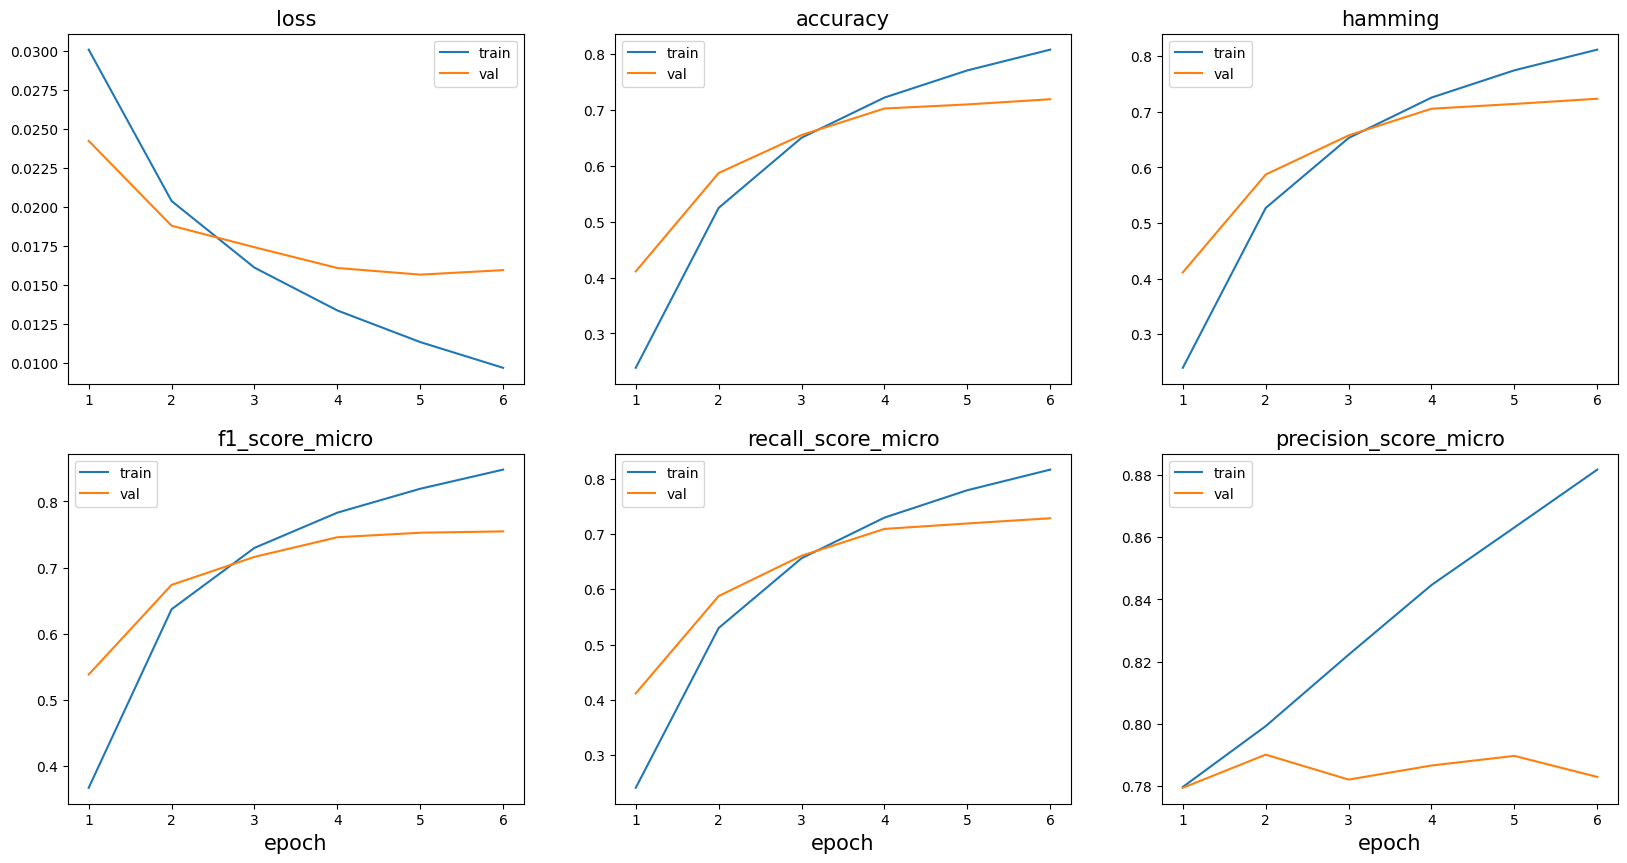 loss
0.0300
0.0275
0.0250
0.0225
0.0200
0.0175
0.0150
0.0125
0.0100
train
val
1 2 3 4 5 6
accuracy
0.8
0.7
0.6
0.5
0.4
0.3
train
val
1 2 3 4 5 6
hamming
0.8
0.7
0.6
0.5
0.4
0.3
train
val
1 2 3 4 5 6
f1_score_micro
0.8
0.7
0.6
0.5
0.4
train
val
1 2 3 4 5 6
epoch
recall_score_micro
0.8
0.7
0.6
0.5
0.4
0.3
train
val
1 2 3 4 5 6
epoch
precision_score_micro
0.88
0.86
0.84
0.82
0.80
0.78
train
val
1 2 3 4 5 6
epoch